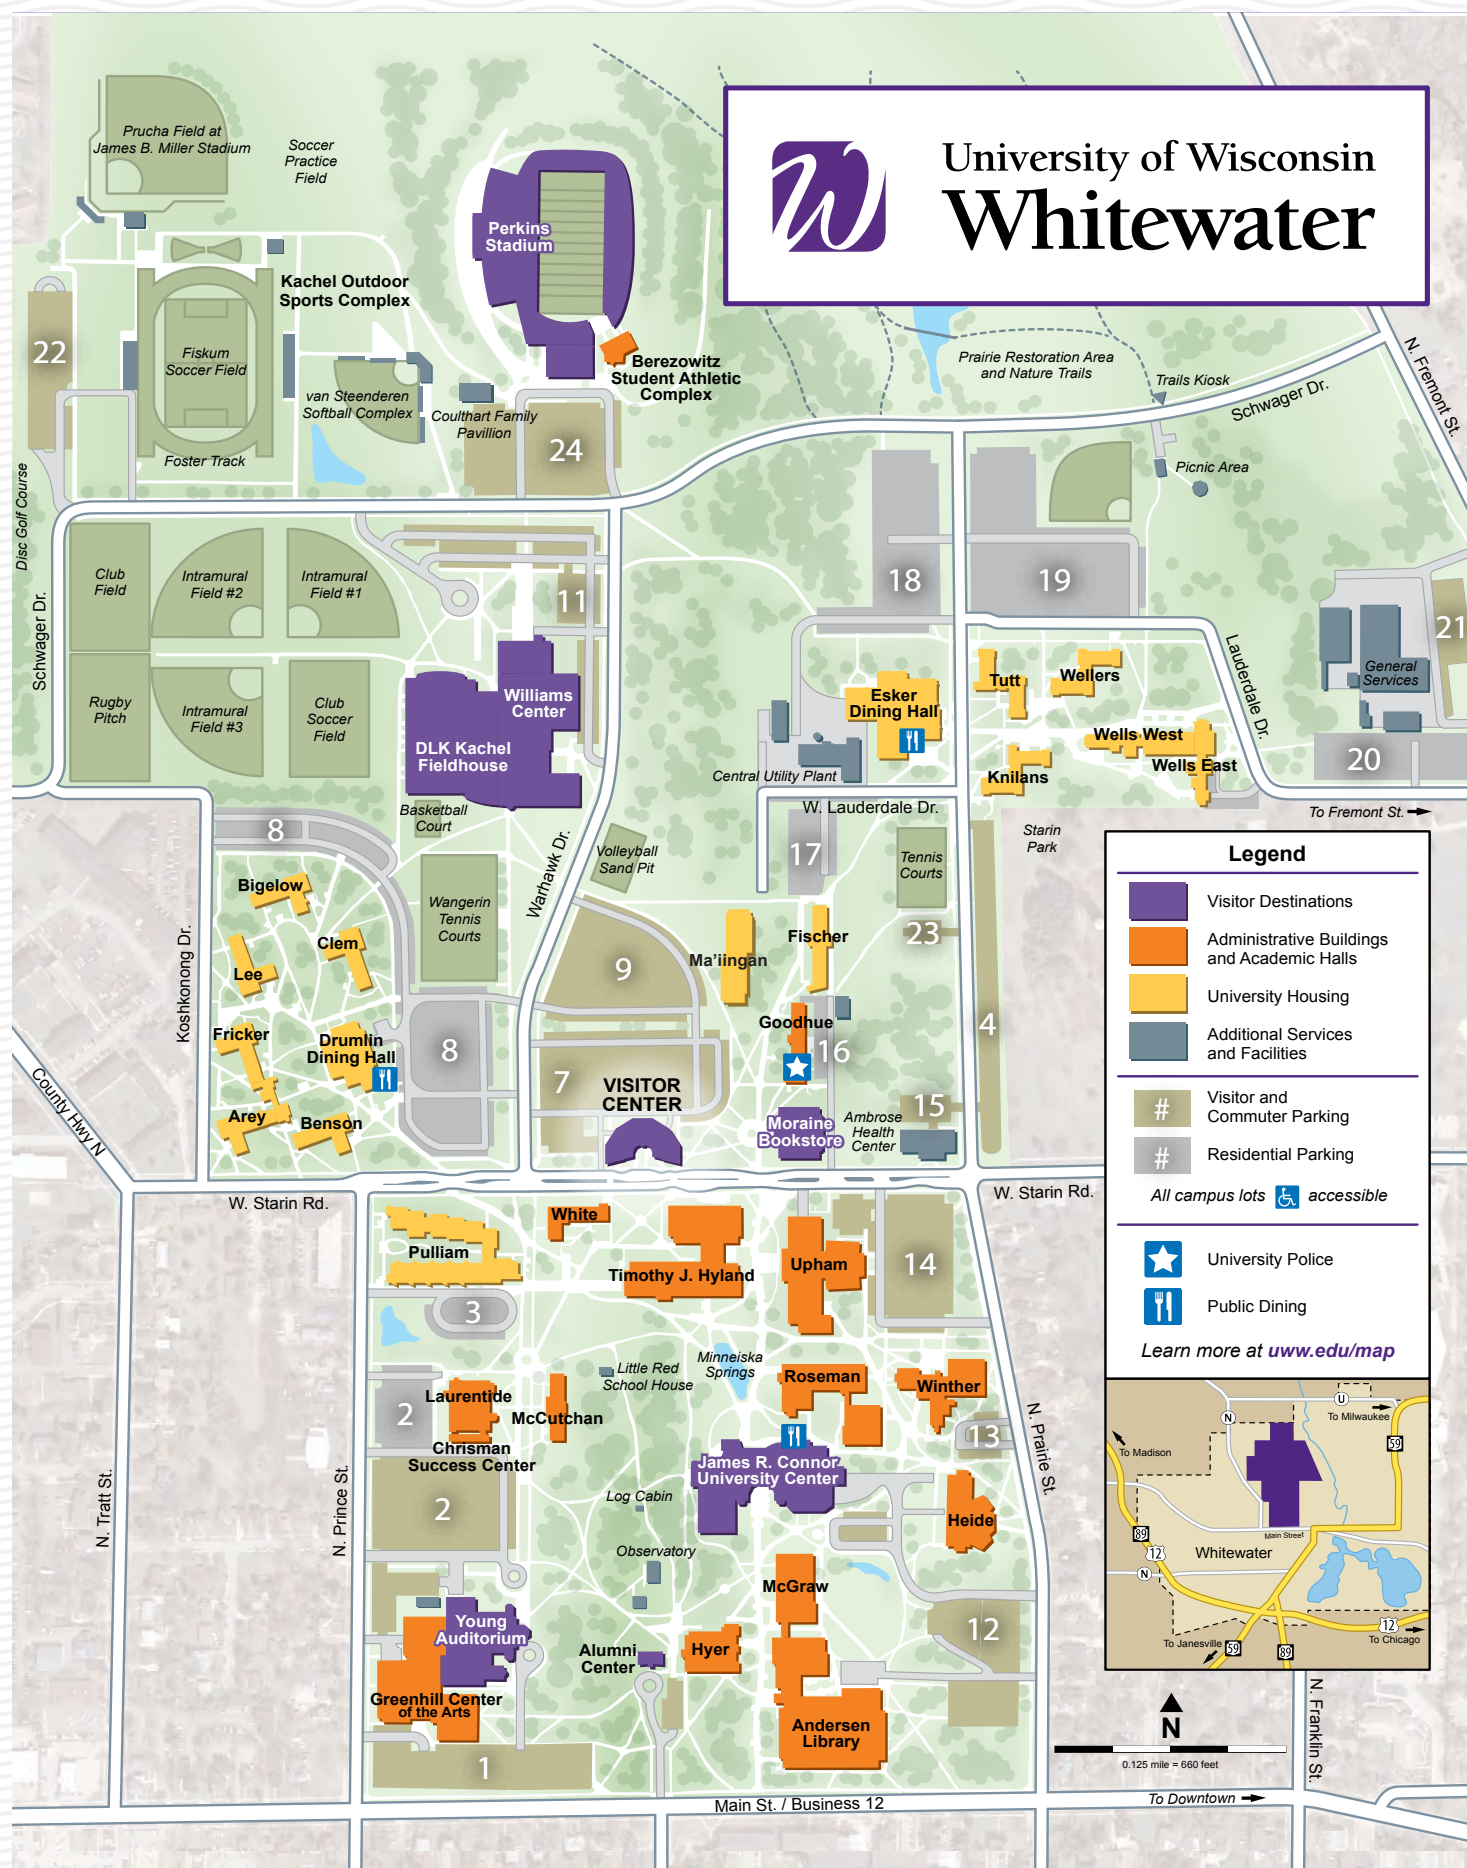 University of Wisconsin
Whitewater
Prucha Field at
James B. Miller Stadium
Soccer
Practice
Field
Perkins
Stadium
Kachel Outdoor
Sports Complex
22
Fiskum
Soccer Field
van Steenderen
Softball Complex
Foster Track
Coulthart Family
Pavillion
Berezowitz
Student Athletic
Complex
24
Prairie Restoration Area
and Nature Trails
Trails Kiosk
Schwager Dr.
N. Fremont St.
Picnic Area
Disc Golf Course
Schwager Dr.
Club
Field
Intramural
Field #2
Intramural
Field #1
11
18
19
21
Rugby
Pitch
Intramural
Field #3
Club
Soccer
Field
Williams
Center
DLK Kachel
Fieldhouse
Basketball
Court
Esker
Dining Hall
Central Utility Plant
Tutt
Wellers
Wells West
Wells East
Knilans
Lauderdale Dr.
General
Services
20
To Fremont St.
W. Lauderdale Dr.
8
Bigelow
Clem
Lee
Fricker
Drumlin
Dining Hall
Arey
Benson
Koshkonong Dr.
County Hwy N
Wangerin
Tennis
Courts
Warhawk Dr.
Volleyball
Sand Pit
17
Tennis
Courts
Starin
Park
23
9
Ma'iingan
Fischer
Goodhue
16
4
8
7
VISITOR
CENTER
Moraine
Bookstore
Ambrose
Health
Center
15
Legend
Visitor Destinations
Administrative Buildings
and Academic Halls
University Housing
Additional Services
and Facilities
#
Visitor and
Commuter Parking
#
Residential Parking
All campus lots
accessible
University Police
Public Dining
Learn more at uww.edu/map
W. Starin Rd.
W. Starin Rd.
Pulliam
White
Timothy J. Hyland
Upham
14
3
Little Red
School House
Minneiska
Springs
Roseman
Winther
2
Laurentide
McCutchan
Chrisman
Success Center
13
N. Prairie St.
James R. Connor
University Center
2
Log Cabin
Heide
Observatory
N. Tratt St.
N. Prince St.
McGraw
Young
Auditorium
Alumni
Center
Hyer
12
Greenhill Center
of the Arts
Andersen
Library
1
Main St. / Business 12
To Downtown
N. Franklin St.
N
0.125 mile = 660 feet
U
N
To Milwaukee
59
To Madison
Main Street
89
12
Whitewater
N
12
To Chicago
To Janesville
59
89